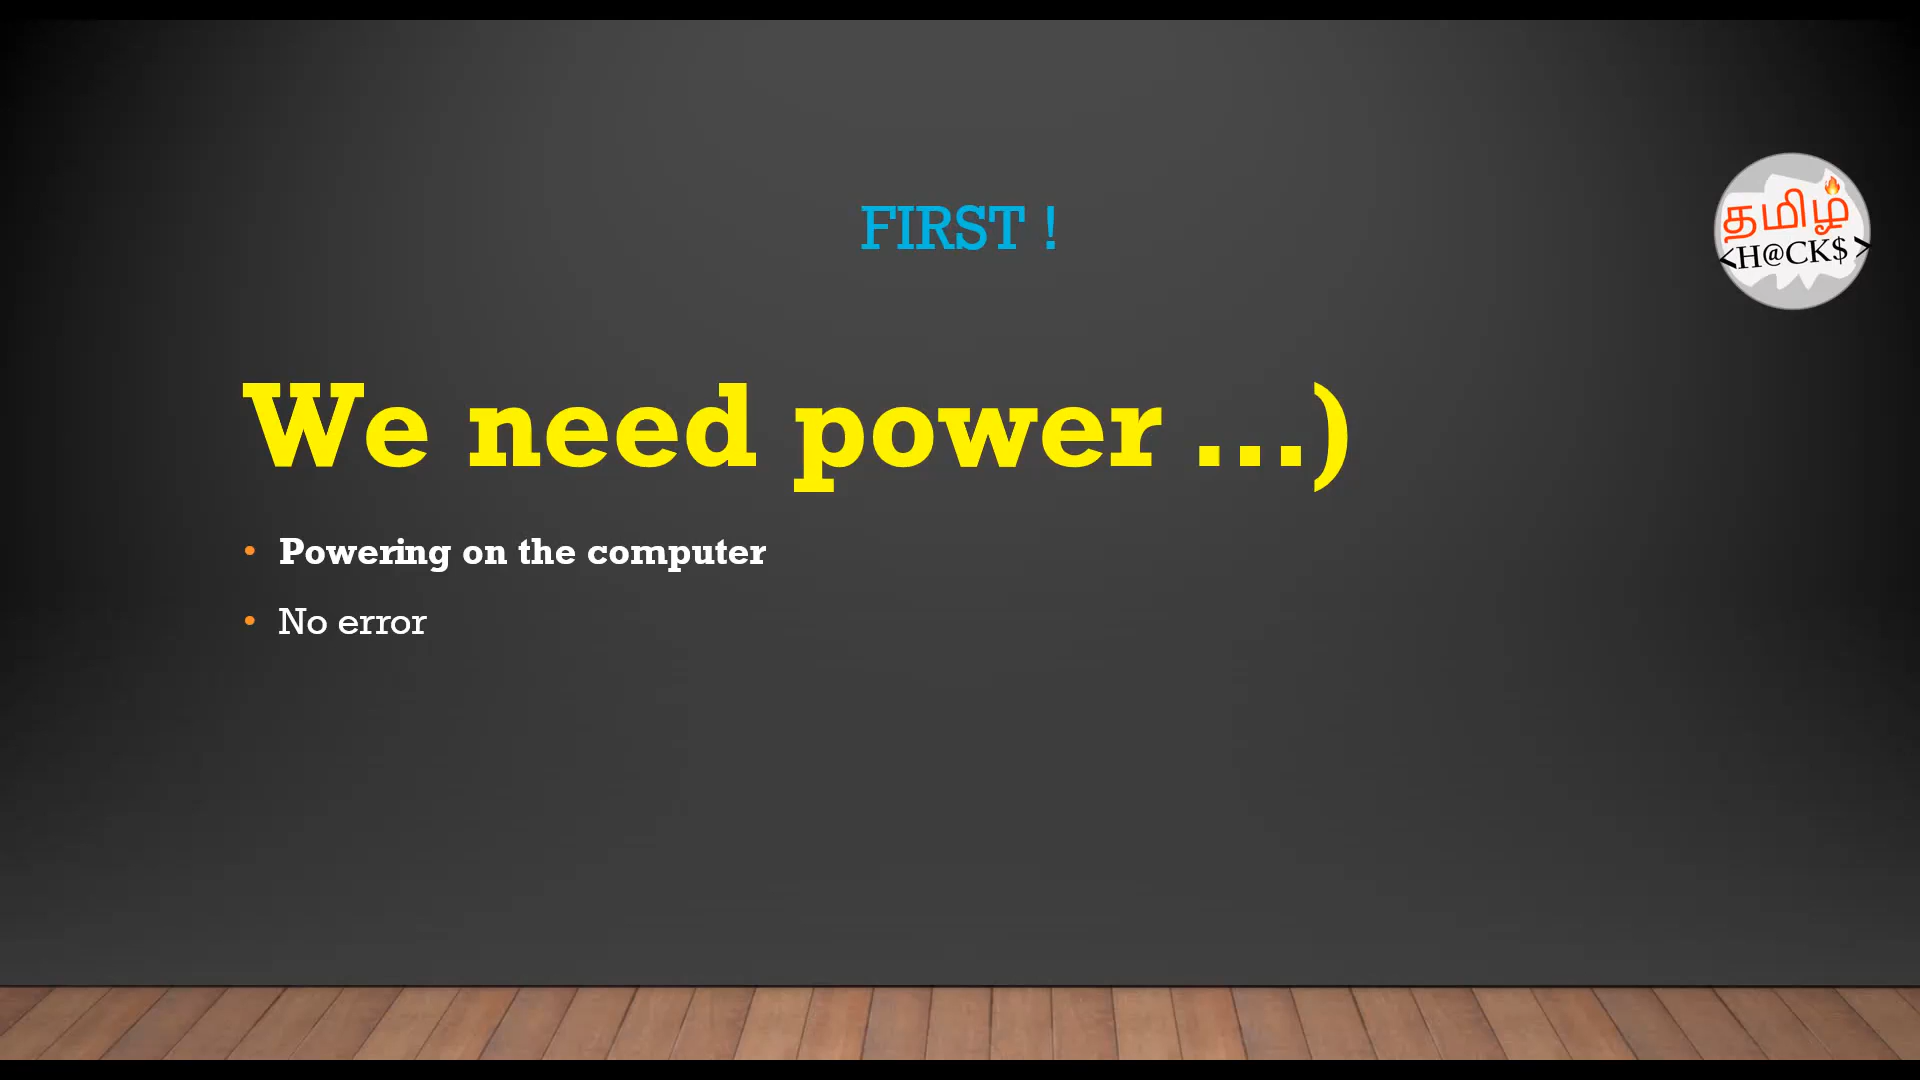 FIRST !
தமிழ்
<H@CK$>
We need power ...)
• Powering on the computer
• No error